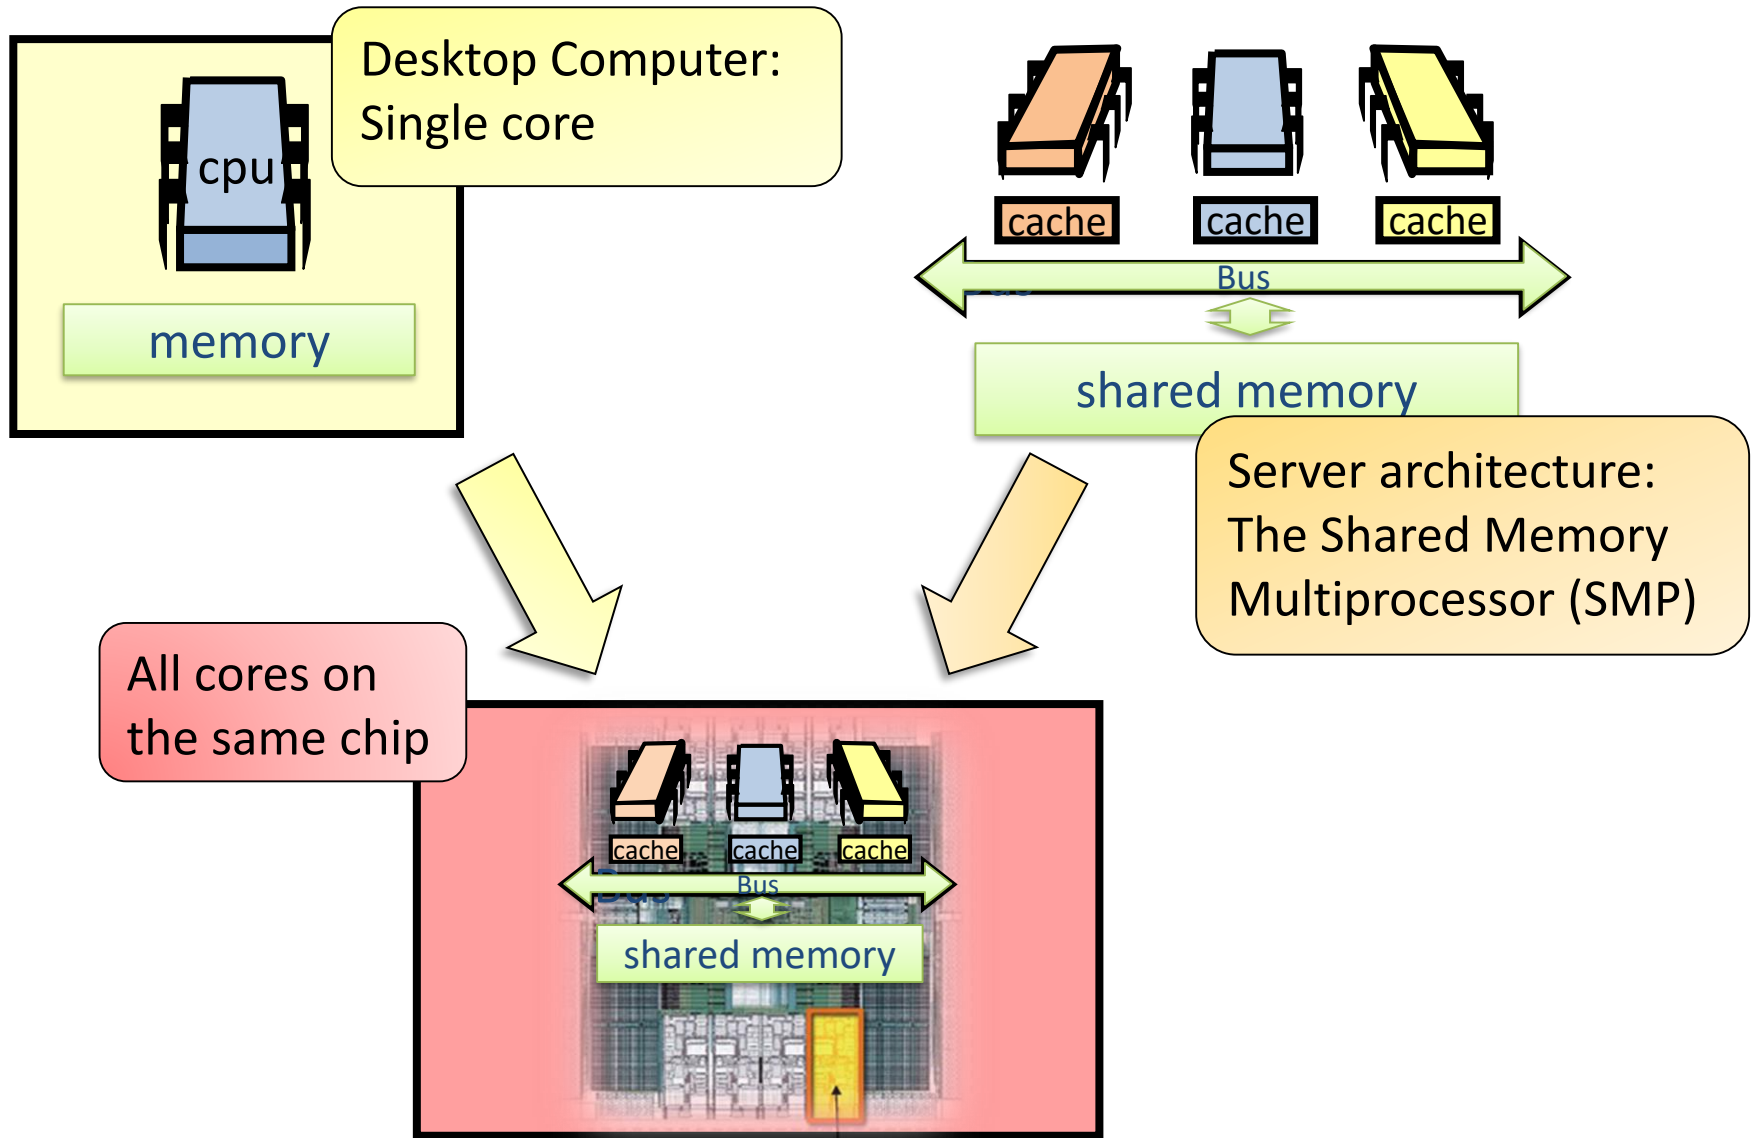 Desktop Computer:
Single core
cpu
memory
cache
cache
cache
Bus
shared memory
Server architecture:
The Shared Memory
Multiprocessor (SMP)
All cores on
the same chip
cache
cache
cache
Bus
Bus
shared memory